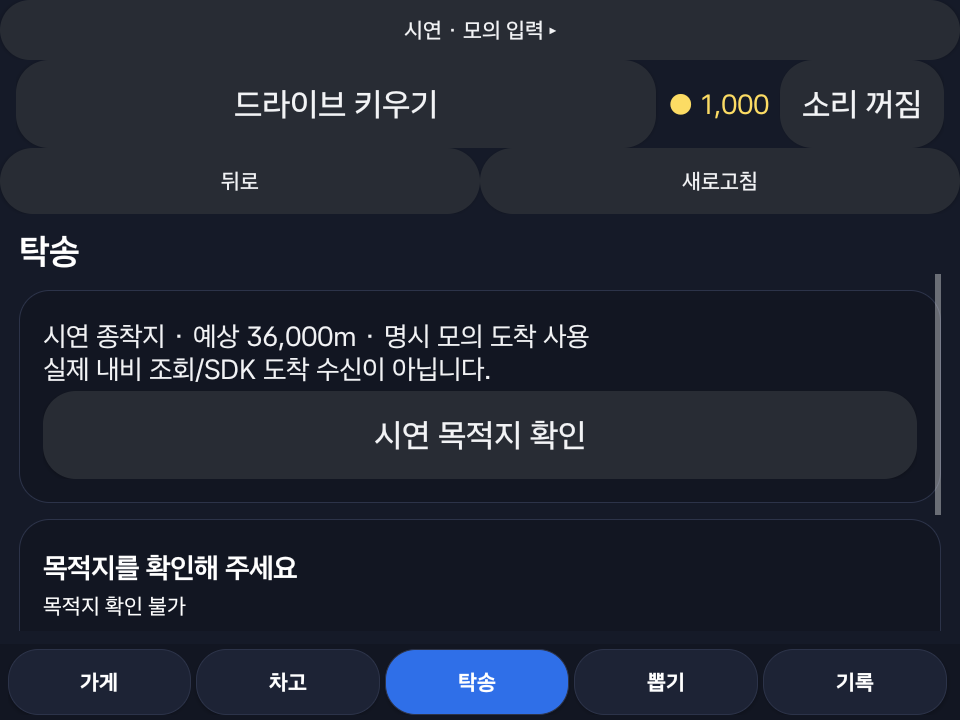 시연 · 모의 입력 ▸
드라이브 키우기
1,000
소리 꺼짐
뒤로
새로고침
탁송
시연 종착지 · 예상 36,000m · 명시 모의 도착 사용
실제 내비 조회/SDK 도착 수신이 아닙니다.
시연 목적지 확인
목적지를 확인해 주세요
목적지 확인 불가
가게
차고
탁송
뽑기
기록